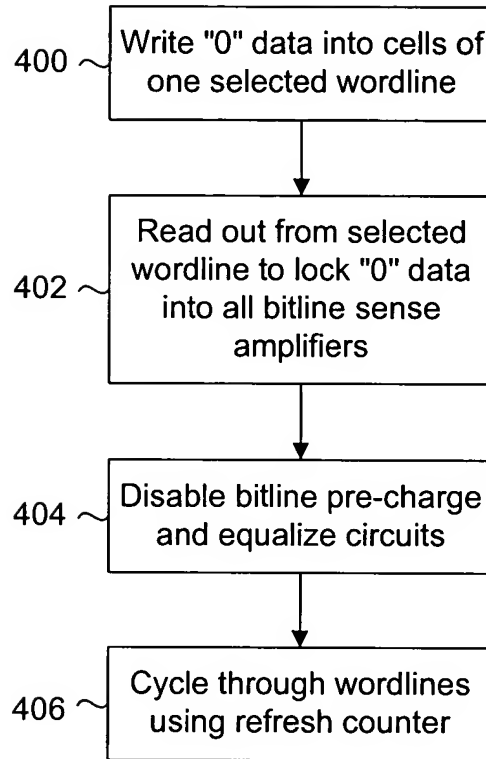 400
Write "0" data into cells of
one selected wordline
402
Read out from selected
wordline to lock "0" data
into all bitline sense
amplifiers
404
Disable bitline pre-charge
and equalize circuits
406
Cycle through wordlines
using refresh counter